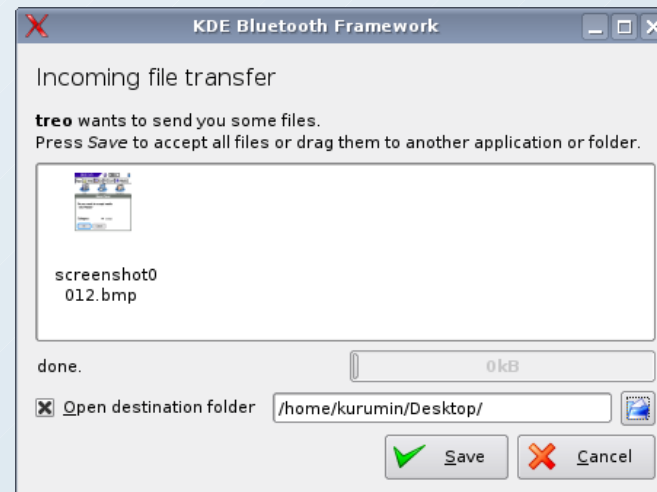 KDE Bluetooth Framework
Incoming file transfer
treo wants to send you some files.
Press Save to accept all files or drag them to another application or folder.
screenshot0
012.bmp
done.
0kB
Open destination folder
/home/kurumin/Desktop/
Save
Cancel